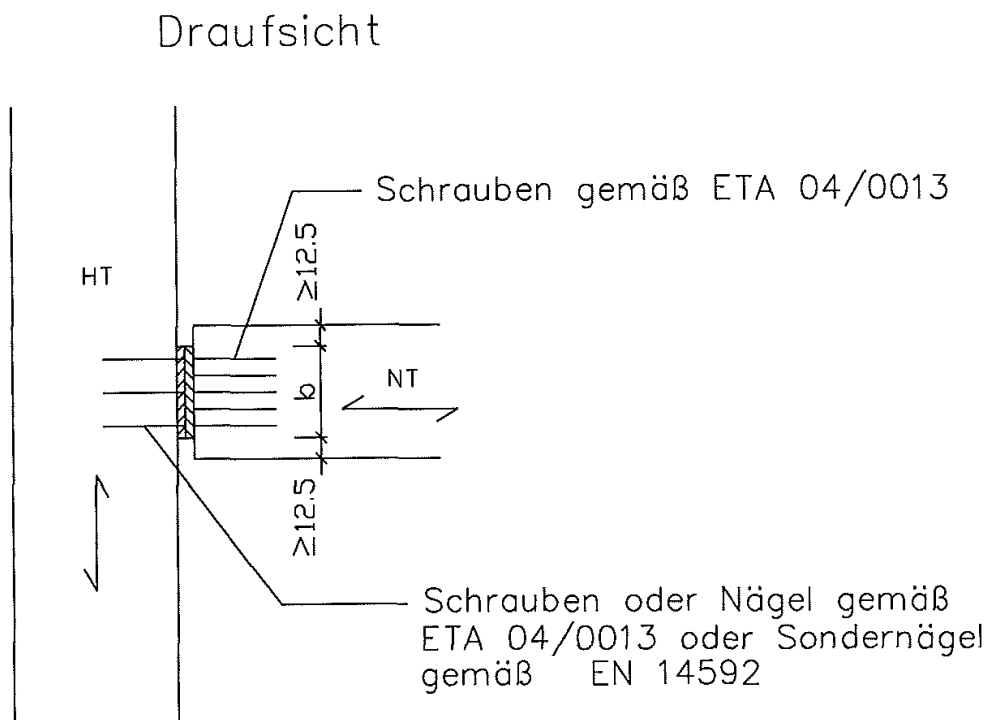 Draufsicht
Schrauben gemäß ETA 04/0013
≥12.5
HT
b
NT
≥12.5
Schrauben oder Nägel gemäß
ETA 04/0013 oder Sondernägel
gemäß EN 14592